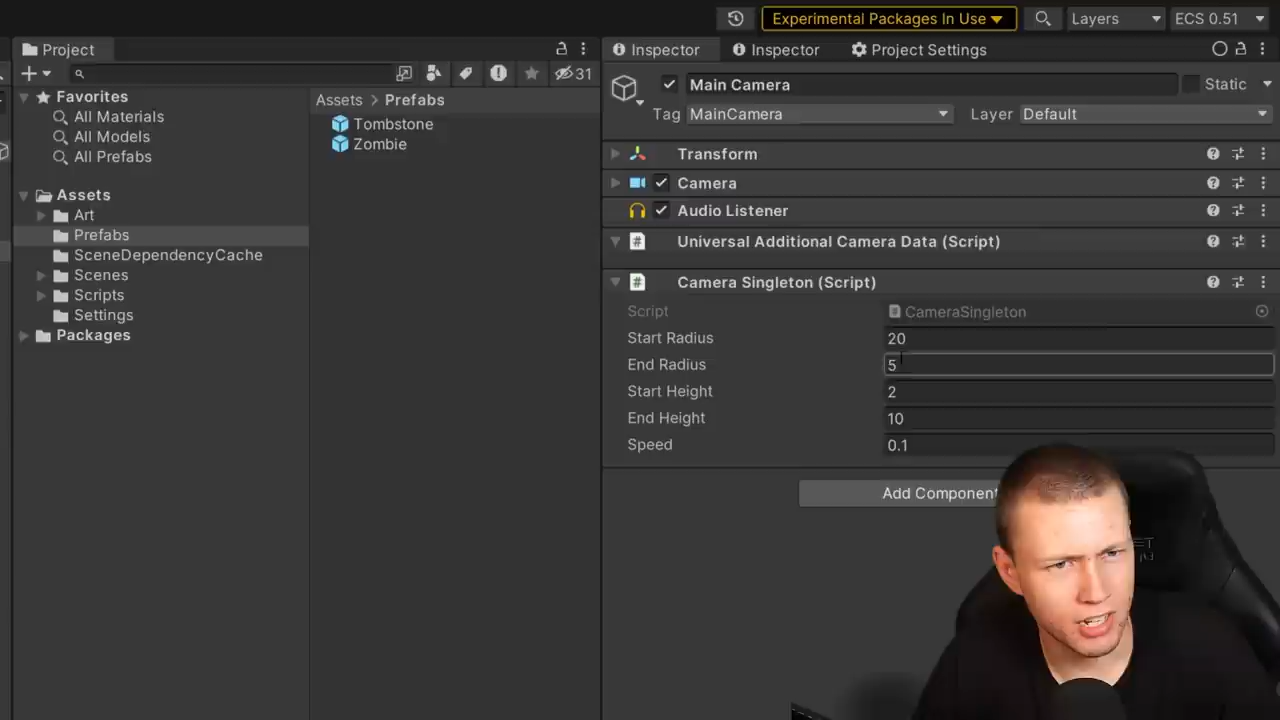 Experimental Packages In Use
Layers
ECS 0.51
Project
Inspector
Inspector
Project Settings
31
Favorites
All Materials
All Models
All Prefabs
Assets
Art
Prefabs
SceneDependencyCache
Scenes
Scripts
Settings
Packages
Assets > Prefabs
Tombstone
Zombie
Main Camera
Static
Tag MainCamera
Layer Default
Transform
Camera
Audio Listener
Universal Additional Camera Data (Script)
Camera Singleton (Script)
Script CameraSingleton
Start Radius 20
End Radius 5
Start Height 2
End Height 10
Speed 0.1
Add Component